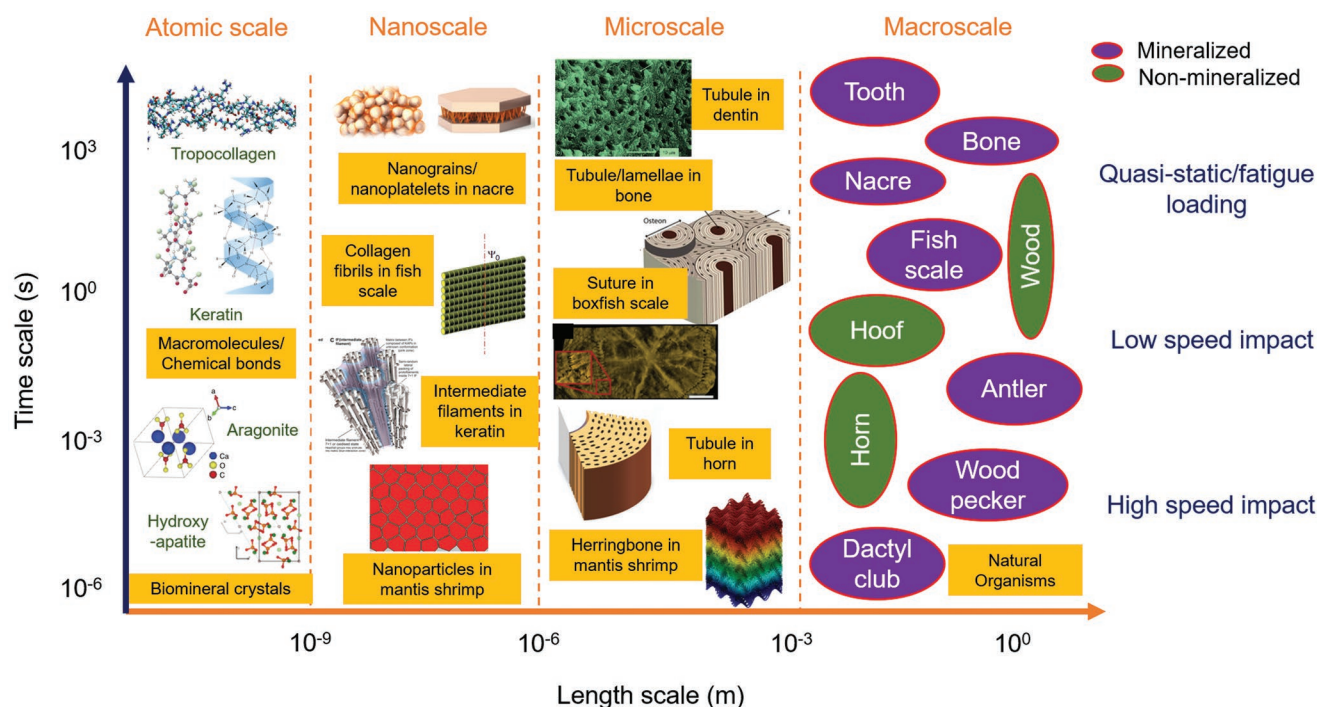 Atomic scale
Nanoscale
Microscale
Macroscale
Mineralized
Non-mineralized
Time scale (s)
10³
10⁰
10⁻³
10⁻⁶
Tropocollagen
Keratin
Macromolecules/
Chemical bonds
a
b
c
Aragonite
Ca
O
C
Hydroxy
-apatite
Biomineral crystals
Nanograins/
nanoplatelets in nacre
Collagen
fibrils in fish
scale
Ψ₀
Intermediate
filaments in
keratin
Nanoparticles in
mantis shrimp
Tubule in
dentin
Tubule/lamellae in
bone
Osteon
Suture in
boxfish scale
Tubule in
horn
Herringbone in
mantis shrimp
Tooth
Bone
Nacre
Fish
scale
Wood
Hoof
Antler
Horn
Wood
pecker
Dactyl
club
Natural
Organisms
Quasi-static/fatigue
loading
Low speed impact
High speed impact
10⁻⁹
10⁻⁶
10⁻³
10⁰
Length scale (m)